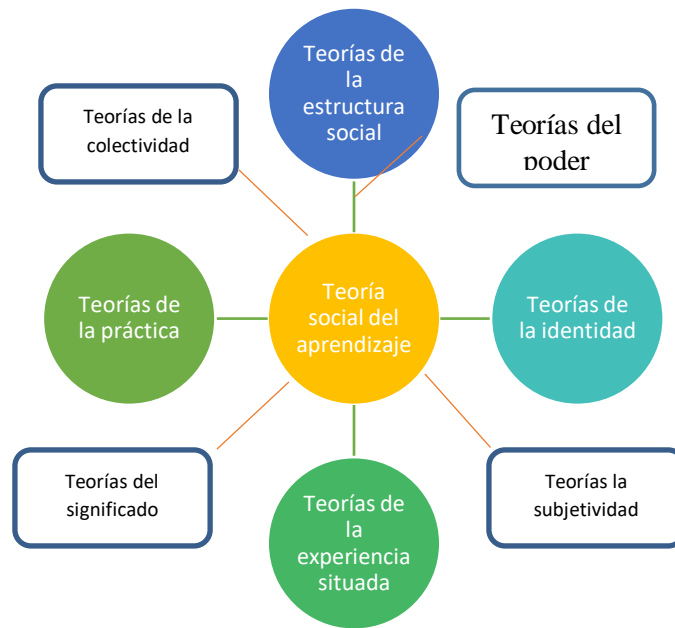 Teorías de
la
estructura
social
Teorías de la
colectividad
Teorías del
poder
Teorías de
la práctica
Teoría
social del
aprendizaje
Teorías de
la identidad
Teorías del
significado
Teorías de
la
experiencia
situada
Teorías la
subjetividad